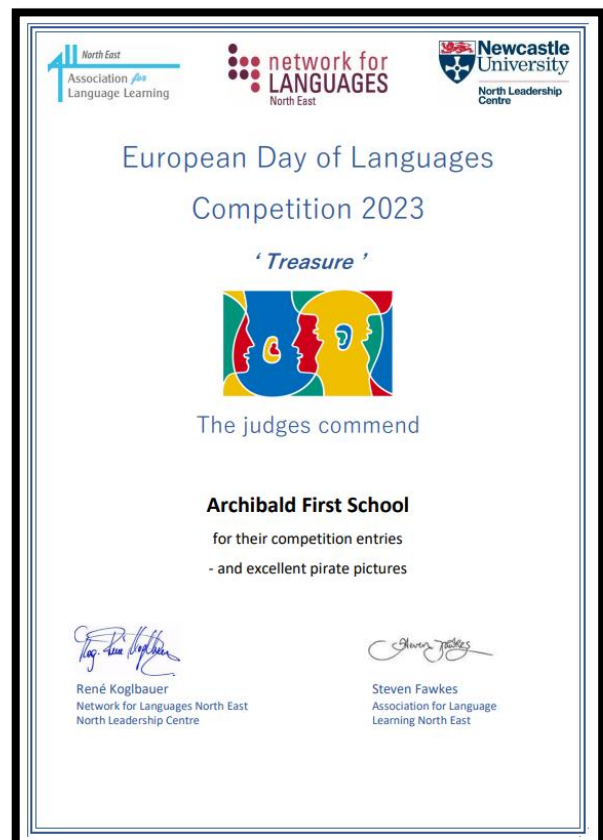 North East
Association for
Language Learning
network for
LANGUAGES
North East
Newcastle
University
North Leadership
Centre
European Day of Languages
Competition 2023
‘ Treasure ’
The judges commend
Archibald First School
for their competition entries
- and excellent pirate pictures
René Koglbauer
Network for Languages North East
North Leadership Centre
Steven Fawkes
Steven Fawkes
Association for Language
Learning North East